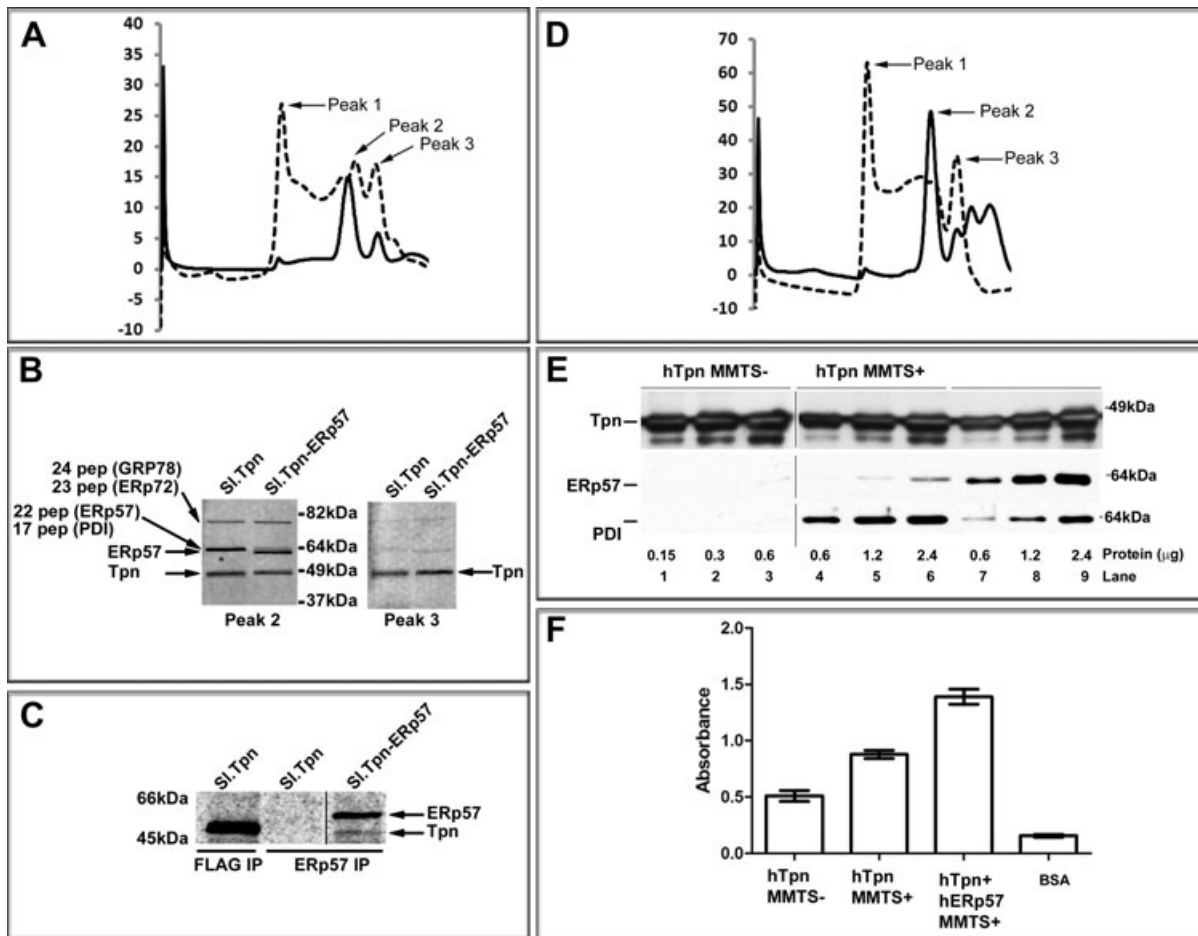 A
40
35
30
25
20
15
10
5
0
-5
-10
Peak 1
Peak 2
Peak 3
D
70
60
50
40
30
20
10
0
-10
Peak 1
Peak 2
Peak 3
B
Sl.Tpn
Sl.Tpn-ERp57
Sl.Tpn
Sl.Tpn-ERp57
24 pep (GRP78)
23 pep (ERp72)
22 pep (ERp57)
17 pep (PDI)
ERp57
Tpn
-82kDa
-64kDa
-49kDa
-37kDa
Tpn
Peak 2
Peak 3
E
hTpn MMTS-
hTpn MMTS+
Tpn
-49kDa
ERp57
-64kDa
PDI
-64kDa
0.15 0.3 0.6 0.6 1.2 2.4 0.6 1.2 2.4 Protein (µg)
1 2 3 4 5 6 7 8 9 Lane
C
Sl.Tpn
Sl.Tpn
Sl.Tpn-ERp57
66kDa
45kDa
ERp57
Tpn
FLAG IP
ERp57 IP
F
Absorbance
2.0
1.5
1.0
0.5
0.0
hTpn
MMTS-
hTpn
MMTS+
hTpn+
hERp57
MMTS+
BSA